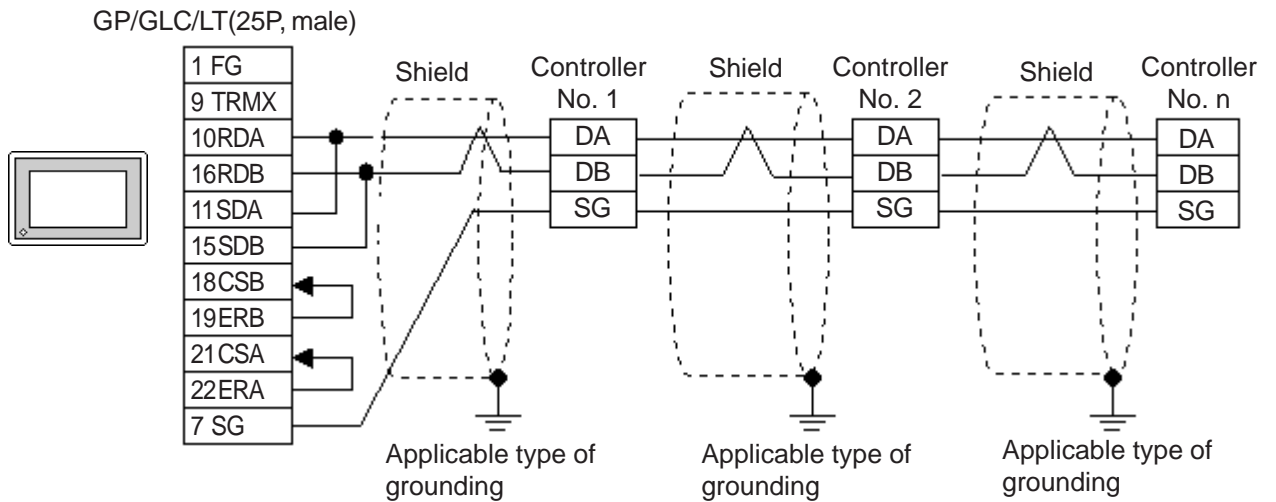 GP/GLC/LT(25P, male)
1 FG
9 TRMX
10RDA
16RDB
11SDA
15SDB
18CSB
19ERB
21CSA
22ERA
7 SG
Shield
Controller
No. 1
DA
DB
SG
Shield
Controller
No. 2
DA
DB
SG
Shield
Controller
No. n
DA
DB
SG
Applicable type of
grounding
Applicable type of
grounding
Applicable type of
grounding